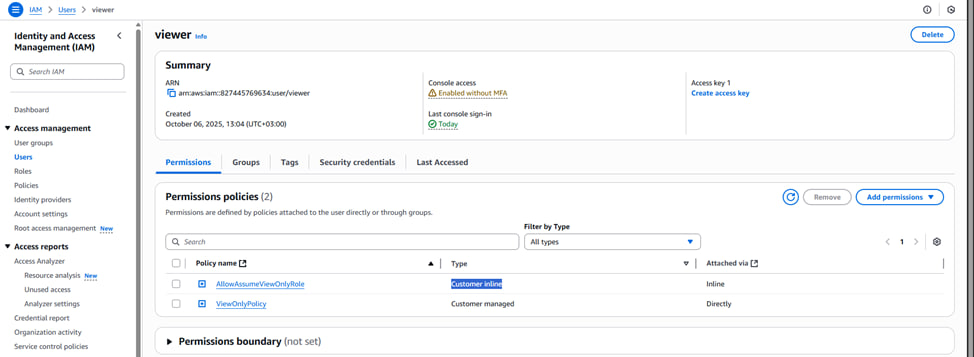 IAM > Users > viewer
Identity and Access Management (IAM)
Search IAM
Dashboard
Access management
User groups
Users
Roles
Policies
Identity providers
Account settings
Root access management New
Access reports
Access Analyzer
Resource analysis New
Unused access
Analyzer settings
Credential report
Organization activity
Service control policies
viewer Info
Delete
Summary
ARN
arn:aws:iam::827445769634:user/viewer
Console access
Enabled without MFA
Access key 1
Create access key
Created
October 06, 2025, 13:04 (UTC+03:00)
Last console sign-in
Today
Permissions Groups Tags Security credentials Last Accessed
Permissions policies (2)
Remove
Add permissions
Permissions are defined by policies attached to the user directly or through groups.
Filter by Type
Search
All types
1
Policy name Type Attached via
AllowAssumeViewOnlyRole Customer inline Inline
ViewOnlyPolicy Customer managed Directly
Permissions boundary (not set)